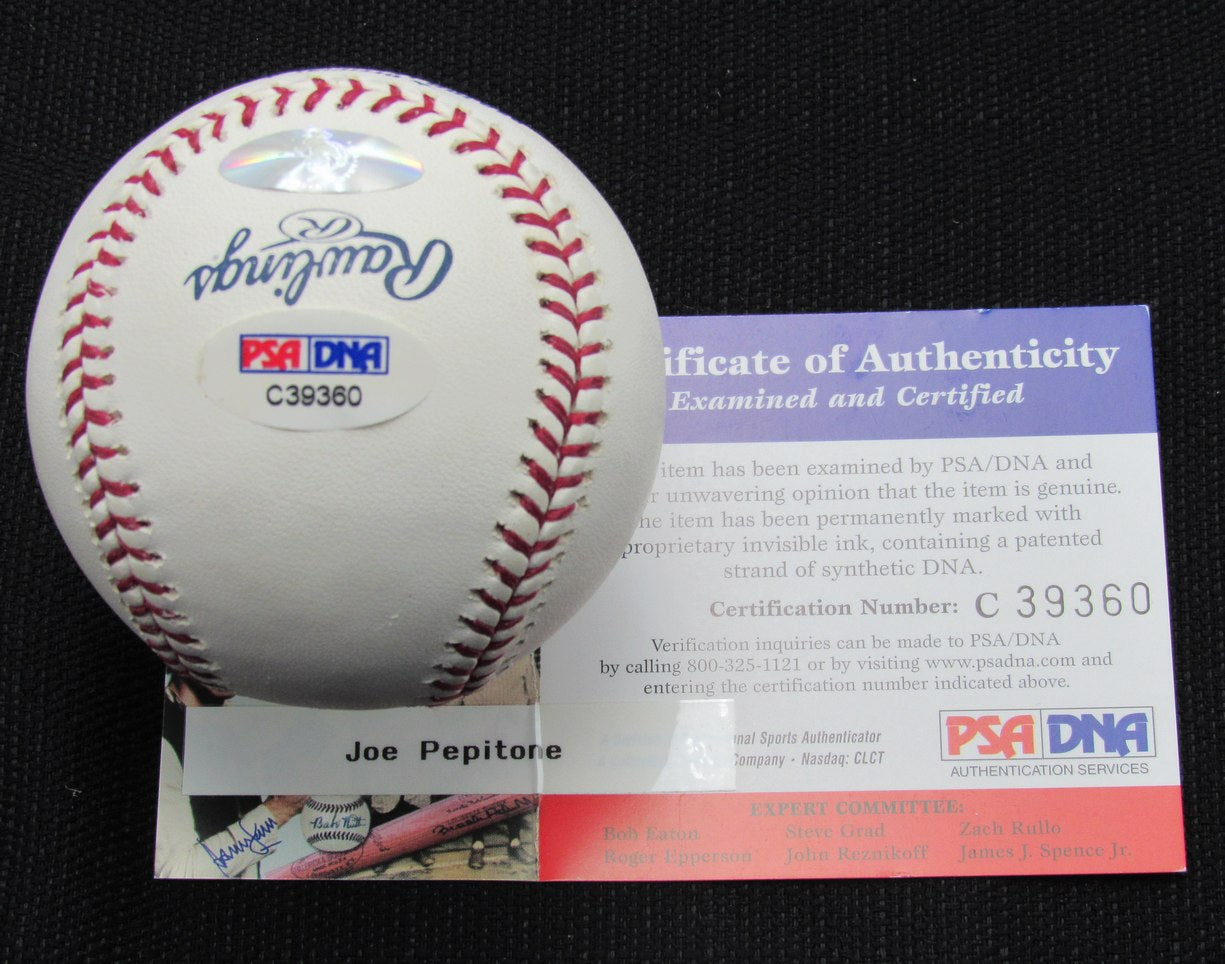 Rawlings
PSA DNA
C39360
ificate of Authenticity
Examined and Certified
item has been examined by PSA/DNA and
r unwavering opinion that the item is genuine.
he item has been permanently marked with
proprietary invisible ink, containing a patented
strand of synthetic DNA.
Certification Number: C 39360
Verification inquiries can be made to PSA/DNA
by calling 800-325-1121 or by visiting www.psadna.com and
entering the certification number indicated above.
nal Sports Authenticator
Company · Nasdaq: CLCT
PSA DNA
AUTHENTICATION SERVICES
Joe Pepitone
EXPERT COMMITTEE:
Bob Eaton Steve Grad Zach Rullo
Roger Epperson John Reznikoff James J. Spence Jr.
Babe Ruth